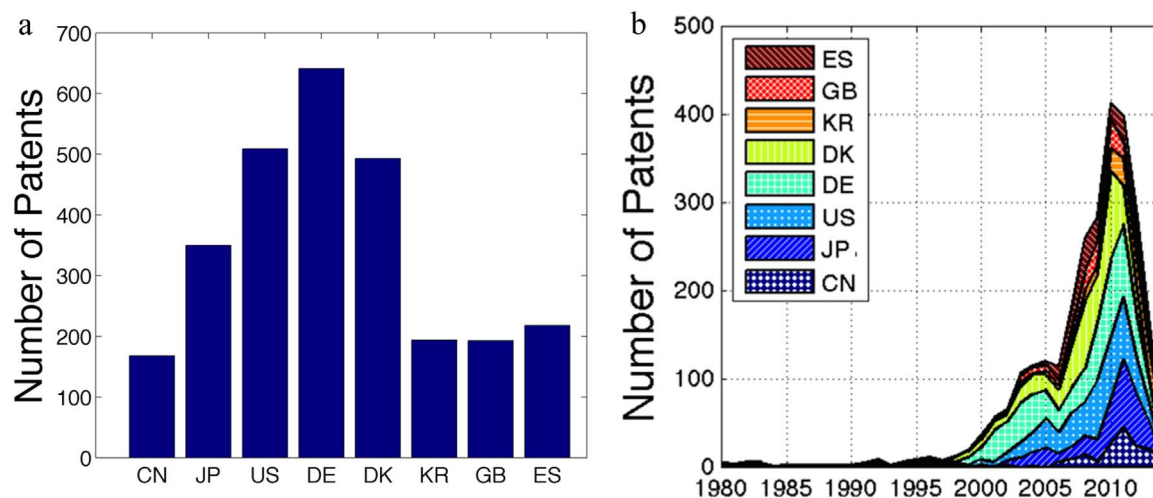 a
Number of Patents
700
600
500
400
300
200
100
0
CN JP US DE DK KR GB ES
b
Number of Patents
500
400
300
200
100
0
ES
GB
KR
DK
DE
US
JP
CN
1980 1985 1990 1995 2000 2005 2010